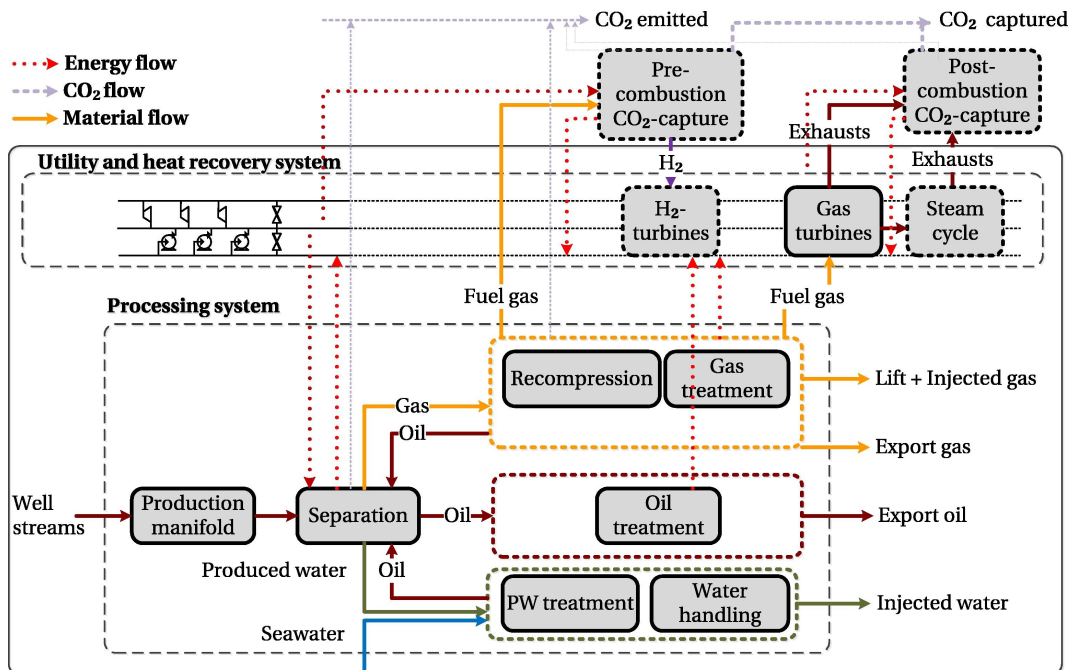 CO2 emitted
CO2 captured
Energy flow
CO2 flow
Material flow
Pre-
combustion
CO2-capture
Post-
combustion
CO2-capture
Exhausts
Exhausts
Utility and heat recovery system
H2
H2-
turbines
Gas
turbines
Steam
cycle
Fuel gas
Fuel gas
Processing system
Recompression
Gas
treatment
Lift + Injected gas
Gas
Oil
Export gas
Well
streams
Production
manifold
Separation
Oil
Oil
treatment
Export oil
Produced water
Oil
PW treatment
Water
handling
Injected water
Seawater